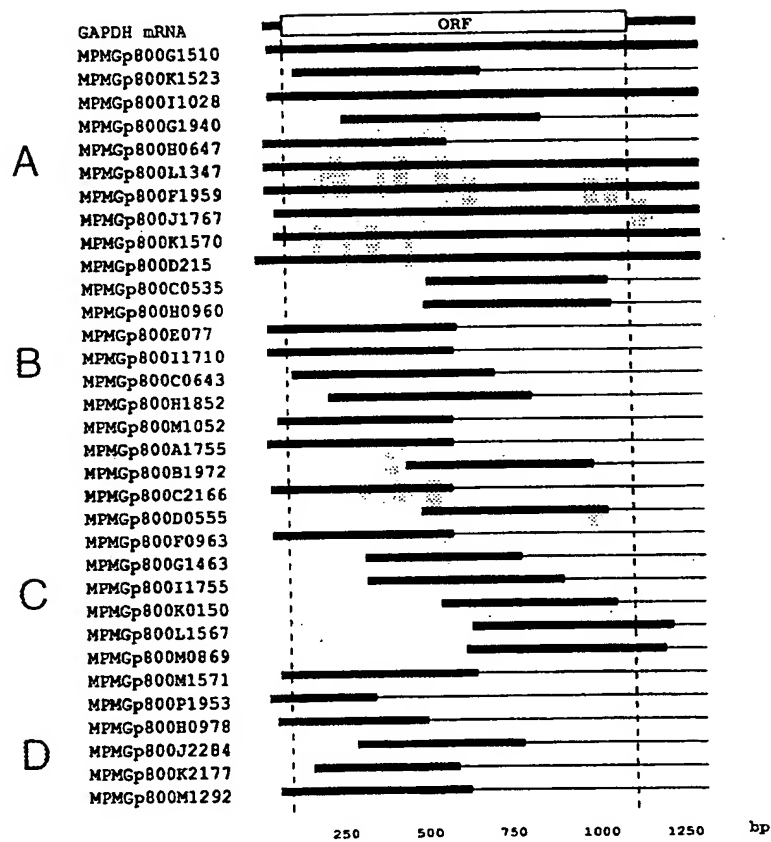 GAPDH mRNA ORF
MPMGp800G1510
MPMGp800K1523
MPMGp800I1028
MPMGp800G1940
MPMGp800H0647
A
MPMGp800L1347
MPMGp800F1959
MPMGp800J1767
MPMGp800K1570
MPMGp800D215
MPMGp800C0535
MPMGp800H0960
MPMGp800E077
B
MPMGp800I1710
MPMGp800C0643
MPMGp800H1852
MPMGp800M1052
MPMGp800A1755
MPMGp800B1972
MPMGp800C2166
MPMGp800D0555
MPMGp800F0963
MPMGp800G1463
C
MPMGp800I1755
MPMGp800K0150
MPMGp800L1567
MPMGp800M0869
MPMGp800M1571
MPMGp800P1953
MPMGp800H0978
D
MPMGp800J2284
MPMGp800K2177
MPMGp800M1292
250 500 750 1000 1250 bp